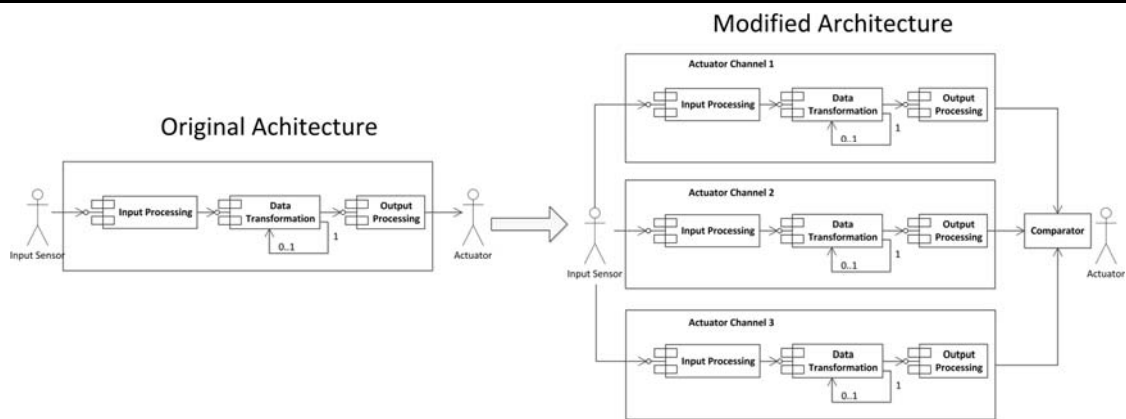 Original Achitecture
Input Processing
Data
Transformation
Output
Processing
1
0..1
Input Sensor
Actuator
Modified Architecture
Actuator Channel 1
Input Processing
Data
Transformation
Output
Processing
1
0..1
Actuator Channel 2
Input Processing
Data
Transformation
Output
Processing
1
0..1
Input Sensor
Comparator
Actuator
Actuator Channel 3
Input Processing
Data
Transformation
Output
Processing
1
0..1